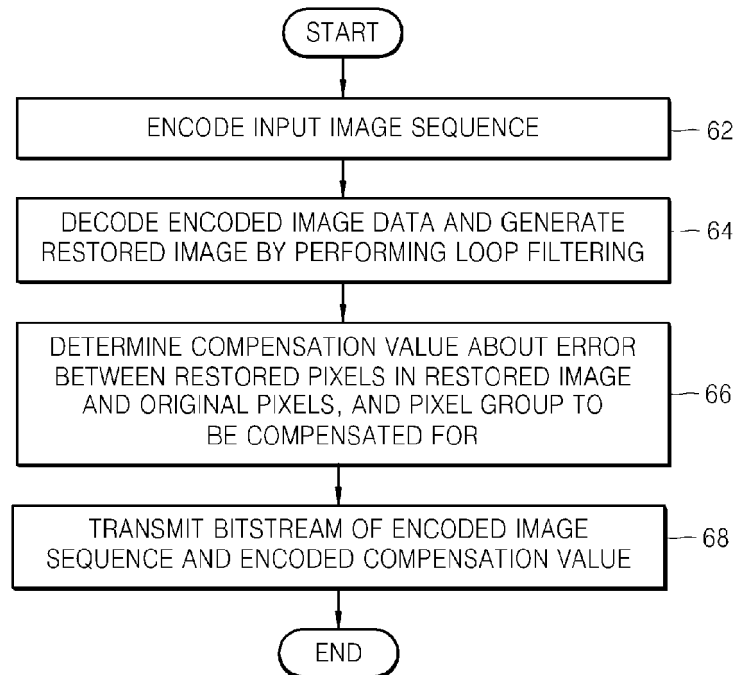 START
ENCODE INPUT IMAGE SEQUENCE
62
DECODE ENCODED IMAGE DATA AND GENERATE
RESTORED IMAGE BY PERFORMING LOOP FILTERING
64
DETERMINE COMPENSATION VALUE ABOUT ERROR
BETWEEN RESTORED PIXELS IN RESTORED IMAGE
AND ORIGINAL PIXELS, AND PIXEL GROUP TO
BE COMPENSATED FOR
66
TRANSMIT BITSTREAM OF ENCODED IMAGE
SEQUENCE AND ENCODED COMPENSATION VALUE
68
END